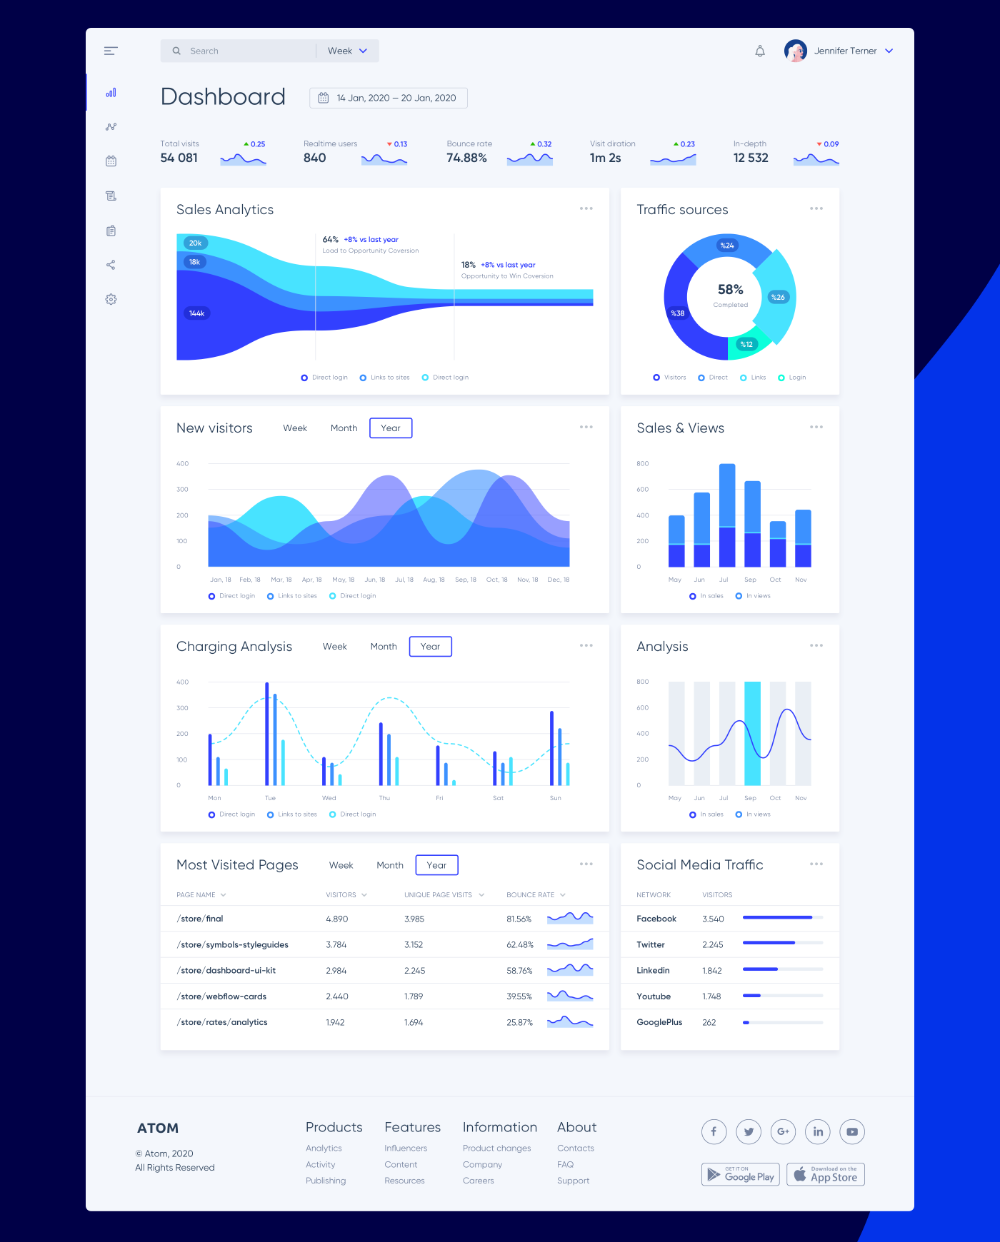 Search Week
Jennifer Terner
Dashboard
14 Jan, 2020 – 20 Jan, 2020
Total visits 0.25
54 081
Realtime users 0.13
840
Bounce rate 0.32
74.88%
Visit diration 0.23
1m 2s
In-depth 0.09
12 532
Sales Analytics
20k
18k
144k
64% +8% vs last year
Lead to Opportunity Coversion
18% +8% vs last year
Opportunity to Win Coversion
Direct login Links to sites Direct login
Traffic sources
%24
%26
%38
%12
58%
Completed
Visitors Direct Links Login
New visitors Week Month Year
400
300
200
100
0
Jan, 18 Feb, 18 Mar, 18 Apr, 18 May, 18 Jun, 18 Jul, 18 Aug, 18 Sep, 18 Oct, 18 Nov, 18 Dec, 18
Direct login Links to sites Direct login
Sales & Views
800
600
400
200
0
May Jun Jul Sep Oct Nov
In sales In views
Charging Analysis Week Month Year
400
300
200
100
0
Mon Tue Wed Thu Fri Sat Sun
Direct login Links to sites Direct login
Analysis
800
600
400
200
0
May Jun Jul Sep Oct Nov
In sales In views
Most Visited Pages Week Month Year
PAGE NAME VISITORS UNIQUE PAGE VISITS BOUNCE RATE
/store/final 4.890 3.985 81.56%
/store/symbols-styleguides 3.784 3.152 62.48%
/store/dashboard-ui-kit 2.984 2.245 58.76%
/store/webflow-cards 2.440 1.789 39.55%
/store/rates/analytics 1.942 1.694 25.87%
Social Media Traffic
NETWORK VISITORS
Facebook 3.540
Twitter 2.245
Linkedin 1.842
Youtube 1.748
GooglePlus 262
ATOM
© Atom, 2020
All Rights Reserved
Products
Analytics
Activity
Publishing
Features
Influencers
Content
Resources
Information
Product changes
Company
Careers
About
Contacts
FAQ
Support
f G+ in
GET IT ON
Google Play
Download on the
App Store